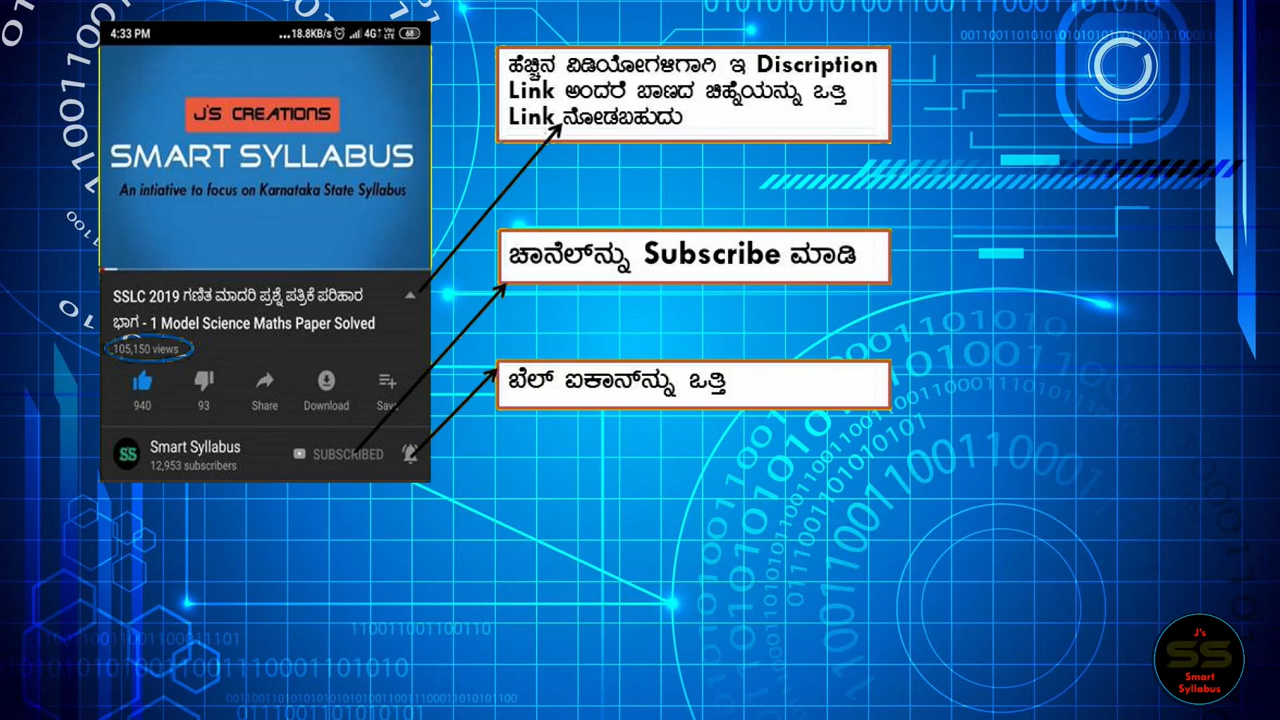 4:33 PM
...18.8KB/s 4G VoLTE 68
J'S CREATIONS
SMART SYLLABUS
An intiative to focus on Karnataka State Syllabus
SSLC 2019 ಗಣಿತ ಮಾದರಿ ಪ್ರಶ್ನೆ ಪತ್ರಿಕೆ ಪರಿಹಾರ
ಭಾಗ - 1 Model Science Maths Paper Solved
105,150 views
940 93 Share Download Save
SS Smart Syllabus
12,953 subscribers
SUBSCRIBED
ಹೆಚ್ಚಿನ ವಿಡಿಯೋಗಳಿಗಾಗಿ ಇ Discription
Link ಅಂದರೆ ಬಾಣದ ಚಿಹ್ನೆಯನ್ನು ಒತ್ತಿ
Link ನೋಡಬಹುದು
ಚಾನೆಲ್‌ನ್ನು Subscribe ಮಾಡಿ
ಬೆಲ್ ಐಕಾನ್‌ನ್ನು ಒತ್ತಿ
J's
SS
Smart
Syllabus